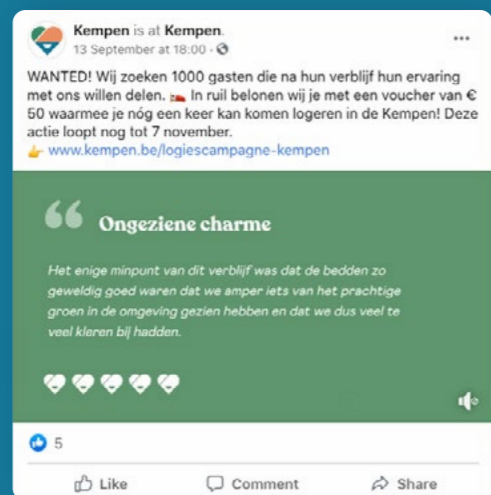 Kempen is at Kempen.
13 September at 18:00 ·
WANTED! Wij zoeken 1000 gasten die na hun verblijf hun ervaring
met ons willen delen. In ruil belonen wij je met een voucher van €
50 waarmee je nóg een keer kan komen logeren in de Kempen! Deze
actie loopt nog tot 7 november.
www.kempen.be/logiescampagne-kempen
“ Ongeziene charme
Het enige minpunt van dit verblijf was dat de bedden zo
geweldig goed waren dat we amper iets van het prachtige
groen in de omgeving gezien hebben en dat we dus veel te
veel kleren bij hadden.
5
Like Comment Share